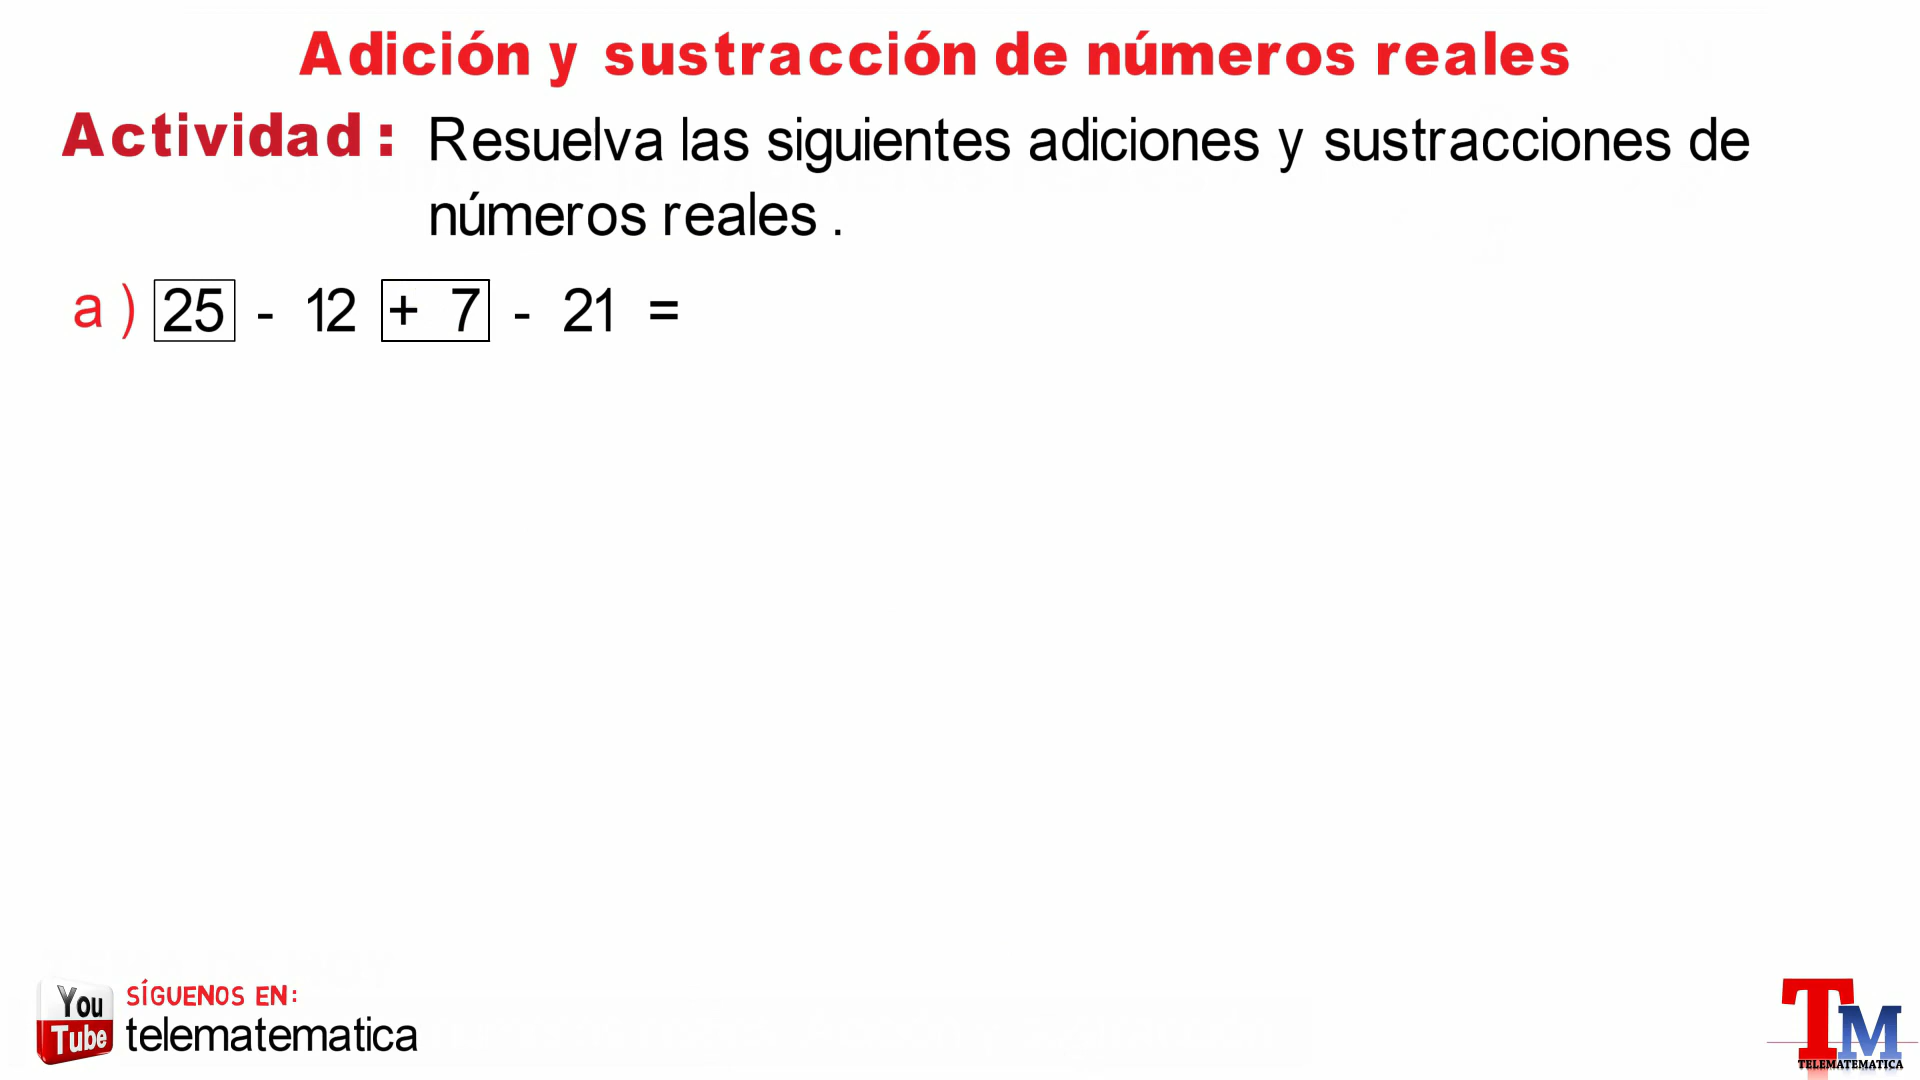 Adición y sustracción de números reales
Actividad: Resuelva las siguientes adiciones y sustracciones de
números reales .
a ) 25 - 12 + 7 - 21 =
You
Tube
SÍGUENOS EN:
telematematica
TM
TELEMATEMATICA